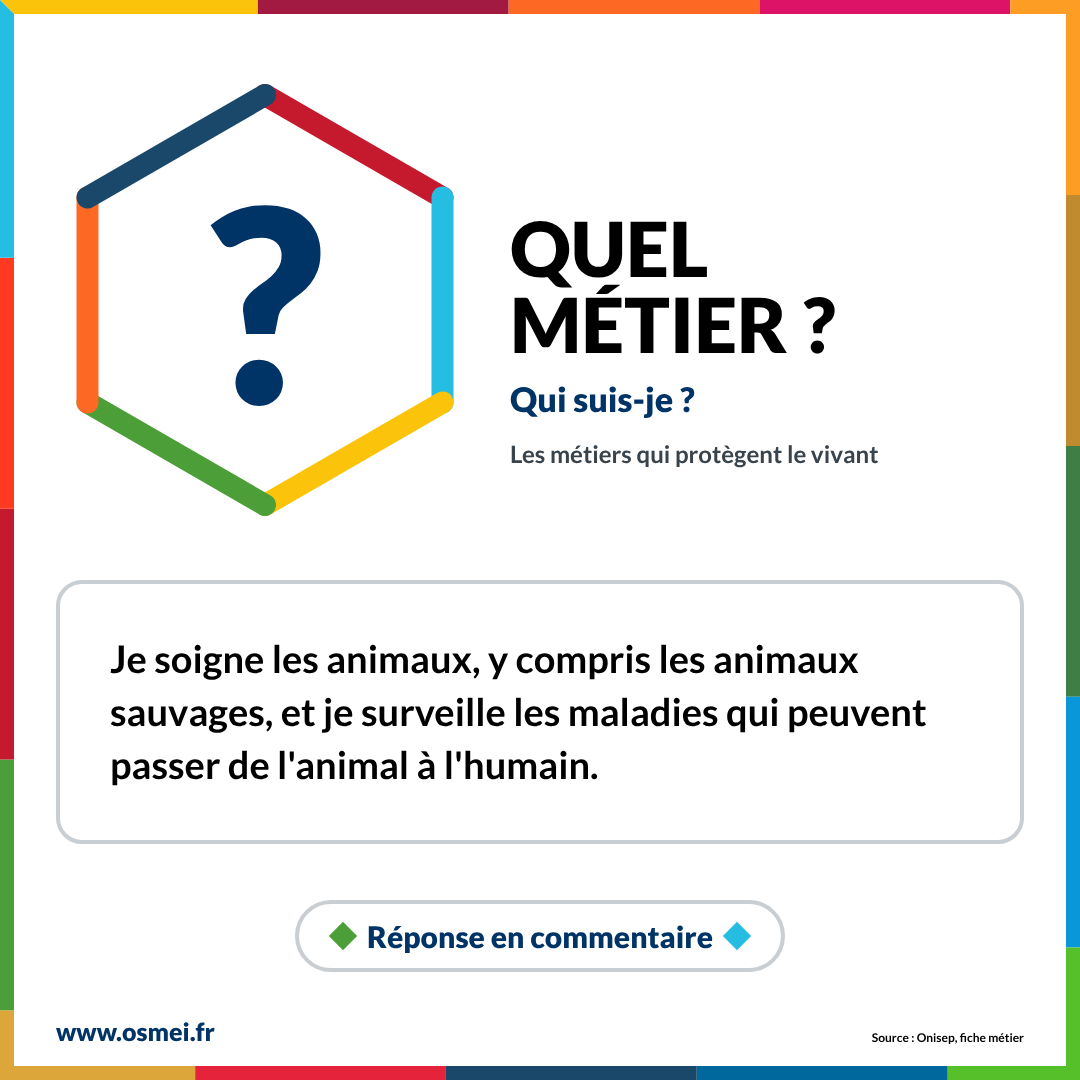 ?
QUEL
MÉTIER ?
Qui suis-je ?
Les métiers qui protègent le vivant
Je soigne les animaux, y compris les animaux
sauvages, et je surveille les maladies qui peuvent
passer de l'animal à l'humain.
Réponse en commentaire
www.osmei.fr
Source : Onisep, fiche métier